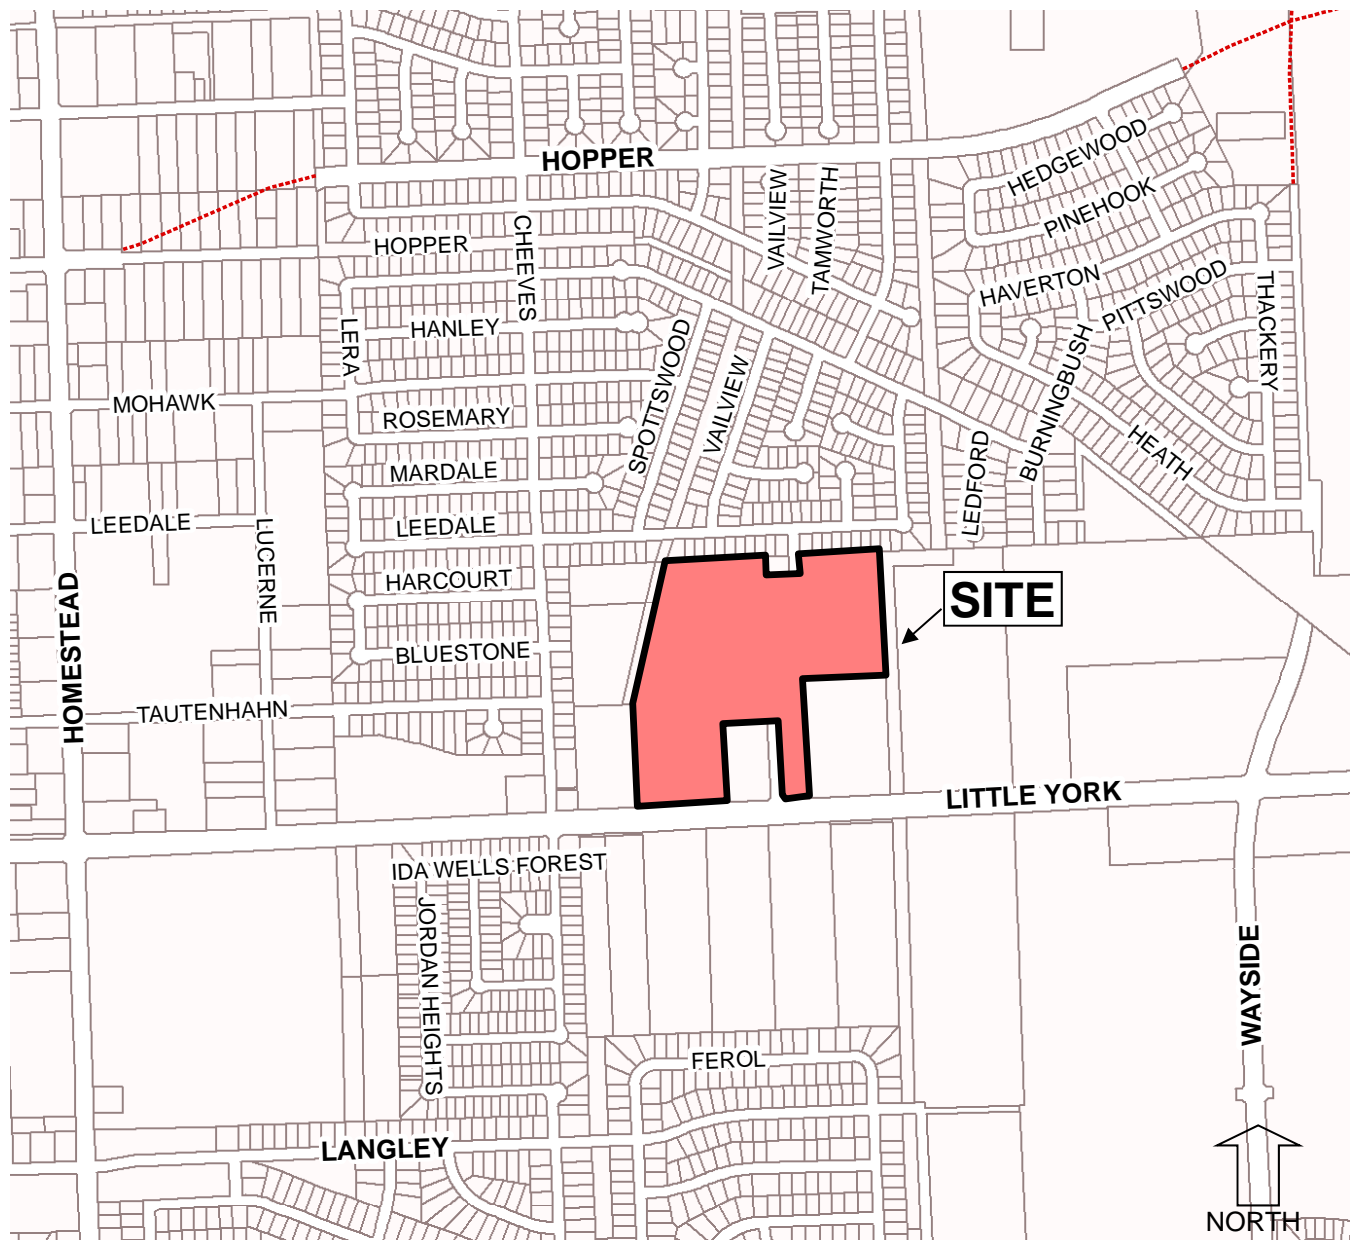 HOPPER
HEDGEWOOD
PINEHOOK
VAILVIEW
TAMWORTH
HOPPER
CHEEVES
HAVERTON
PITTSWOOD
THACKERY
LERA
HANLEY
SPOTTSWOOD
VAILVIEW
BURNINGBUSH
MOHAWK
ROSEMARY
HEATH
MARDALE
LEDFORD
LEEDALE
LEEDALE
LUCERNE
HARCOURT
HOMESTEAD
SITE
BLUESTONE
TAUTENHAHN
LITTLE YORK
IDA WELLS FOREST
JORDAN HEIGHTS
WAYSIDE
FEROL
LANGLEY
NORTH